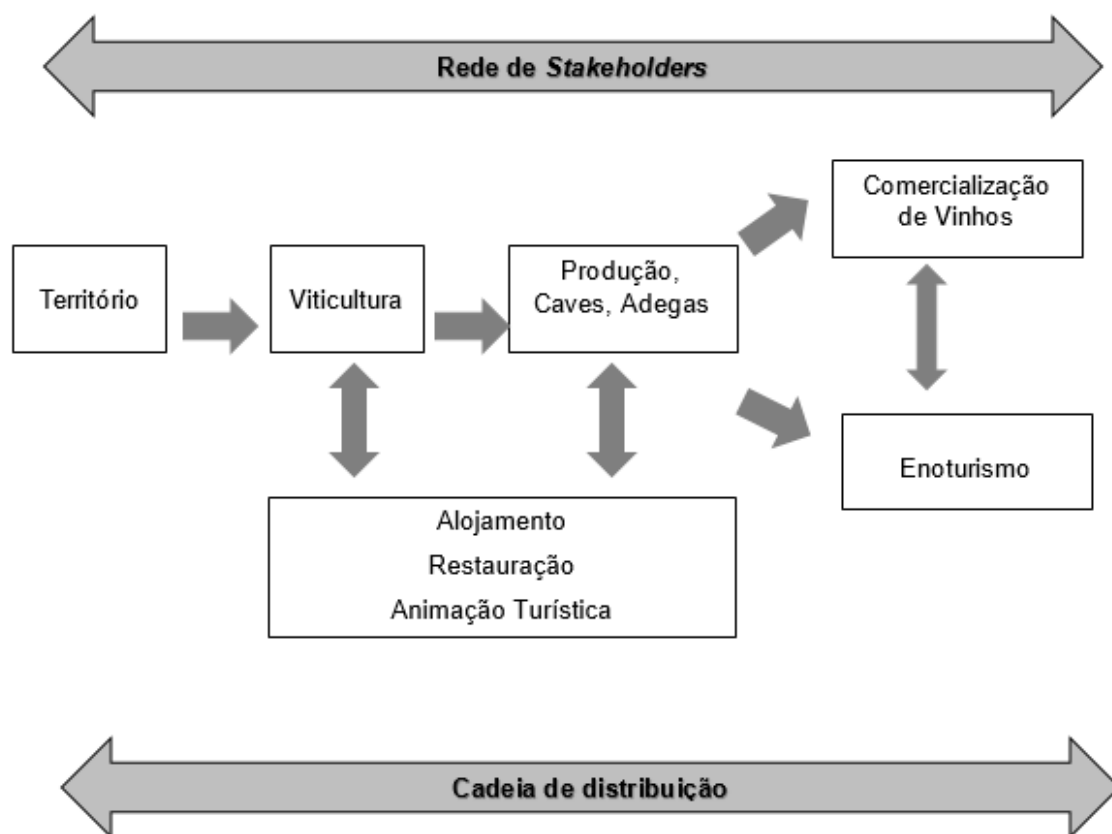 Rede de Stakeholders
Comercialização
de Vinhos
Território
Viticultura
Produção,
Caves, Adegas
Enoturismo
Alojamento
Restauração
Animação Turística
Cadeia de distribuição